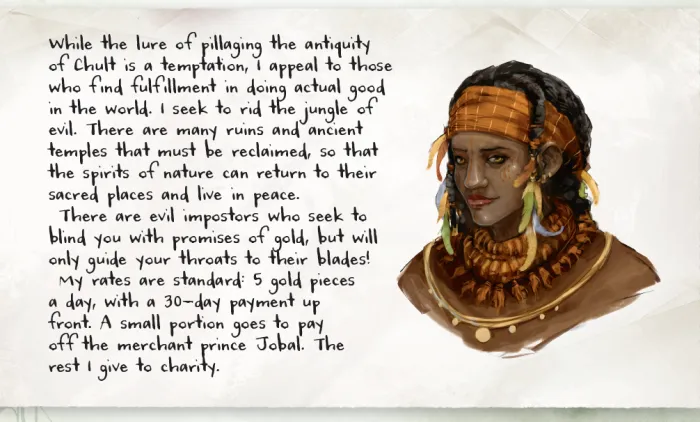 While the lure of pillaging the antiquity
of Chult is a temptation, I appeal to those
who find fulfillment in doing actual good
in the world. I seek to rid the jungle of
evil. There are many ruins and ancient
temples that must be reclaimed, so that
the spirits of nature can return to their
sacred places and live in peace.
There are evil impostors who seek to
blind you with promises of gold, but will
only guide your throats to their blades!
My rates are standard: 5 gold pieces
a day, with a 30-day payment up
front. A small portion goes to pay
off the merchant prince Jobal. The
rest I give to charity.